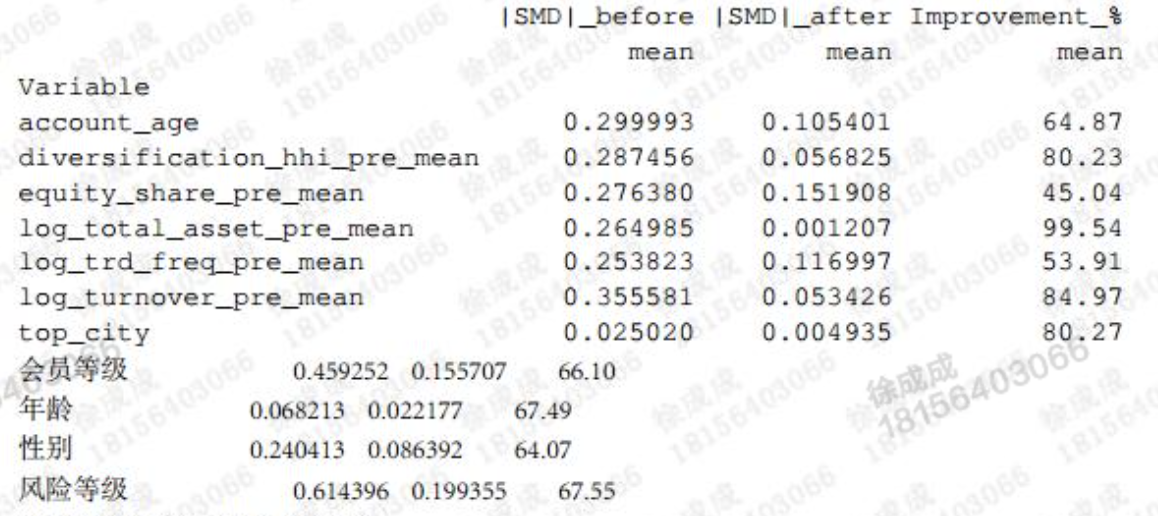 |SMD|_before |SMD|_after Improvement_%
mean mean mean
Variable
account_age 0.299993 0.105401 64.87
diversification_hhi_pre_mean 0.287456 0.056825 80.23
equity_share_pre_mean 0.276380 0.151908 45.04
log_total_asset_pre_mean 0.264985 0.001207 99.54
log_trd_freq_pre_mean 0.253823 0.116997 53.91
log_turnover_pre_mean 0.355581 0.053426 84.97
top_city 0.025020 0.004935 80.27
会员等级 0.459252 0.155707 66.10
年龄 0.068213 0.022177 67.49
性别 0.240413 0.086392 64.07
风险等级 0.614396 0.199355 67.55
徐成成
18156403066